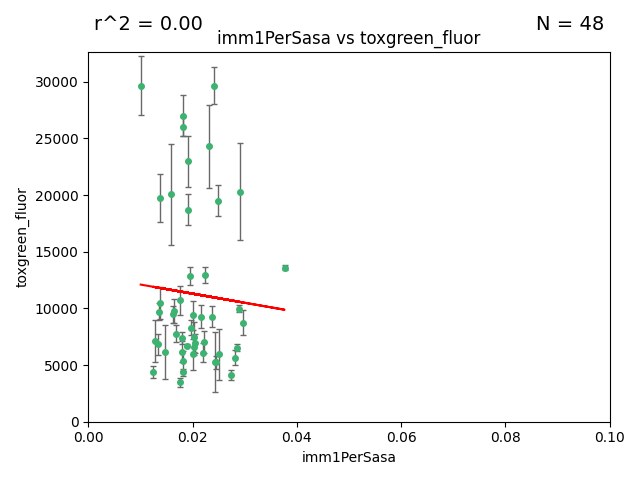 r^2 = 0.00
N = 48
imm1PerSasa vs toxgreen_fluor
30000
25000
20000
15000
10000
5000
0
toxgreen_fluor
0.00 0.02 0.04 0.06 0.08 0.10
imm1PerSasa